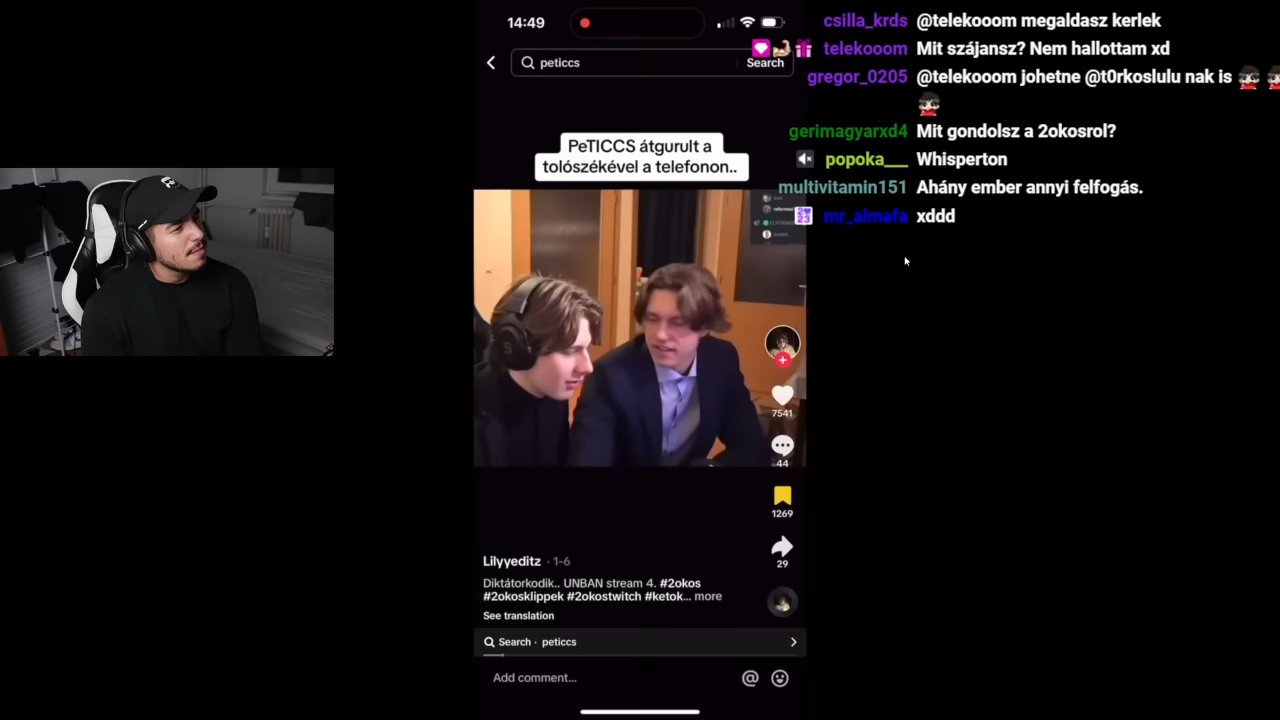 14:49
peticcs
Search
PeTICCS átgurult a
tolószékével a telefonon..
7541
44
1269
29
Lilyyeditz · 1-6
Diktátorkodik.. UNBAN stream 4. #2okos
#2okosklippek #2okostwitch #ketok... more
See translation
Search · peticcs
Add comment...
csilla_krds @telekooom megaldasz kerlek
telekooom Mit szájansz? Nem hallottam xd
gregor_0205 @telekooom johetne @t0rkoslulu nak is
gerimagyarxd4 Mit gondolsz a 2okosrol?
popoka___ Whisperton
multivitamin151 Ahány ember annyi felfogás.
mr_almafa xddd